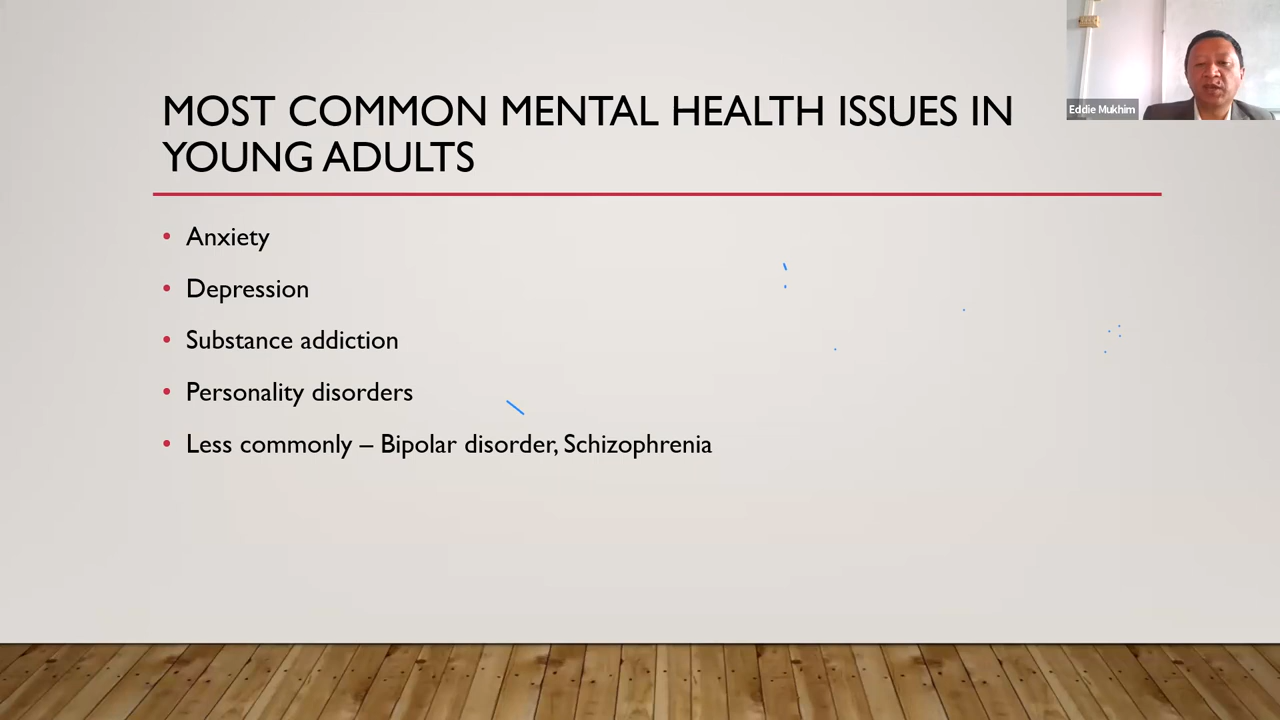 MOST COMMON MENTAL HEALTH ISSUES IN
YOUNG ADULTS
Eddie Mukhim
• Anxiety
• Depression
• Substance addiction
• Personality disorders
• Less commonly – Bipolar disorder, Schizophrenia